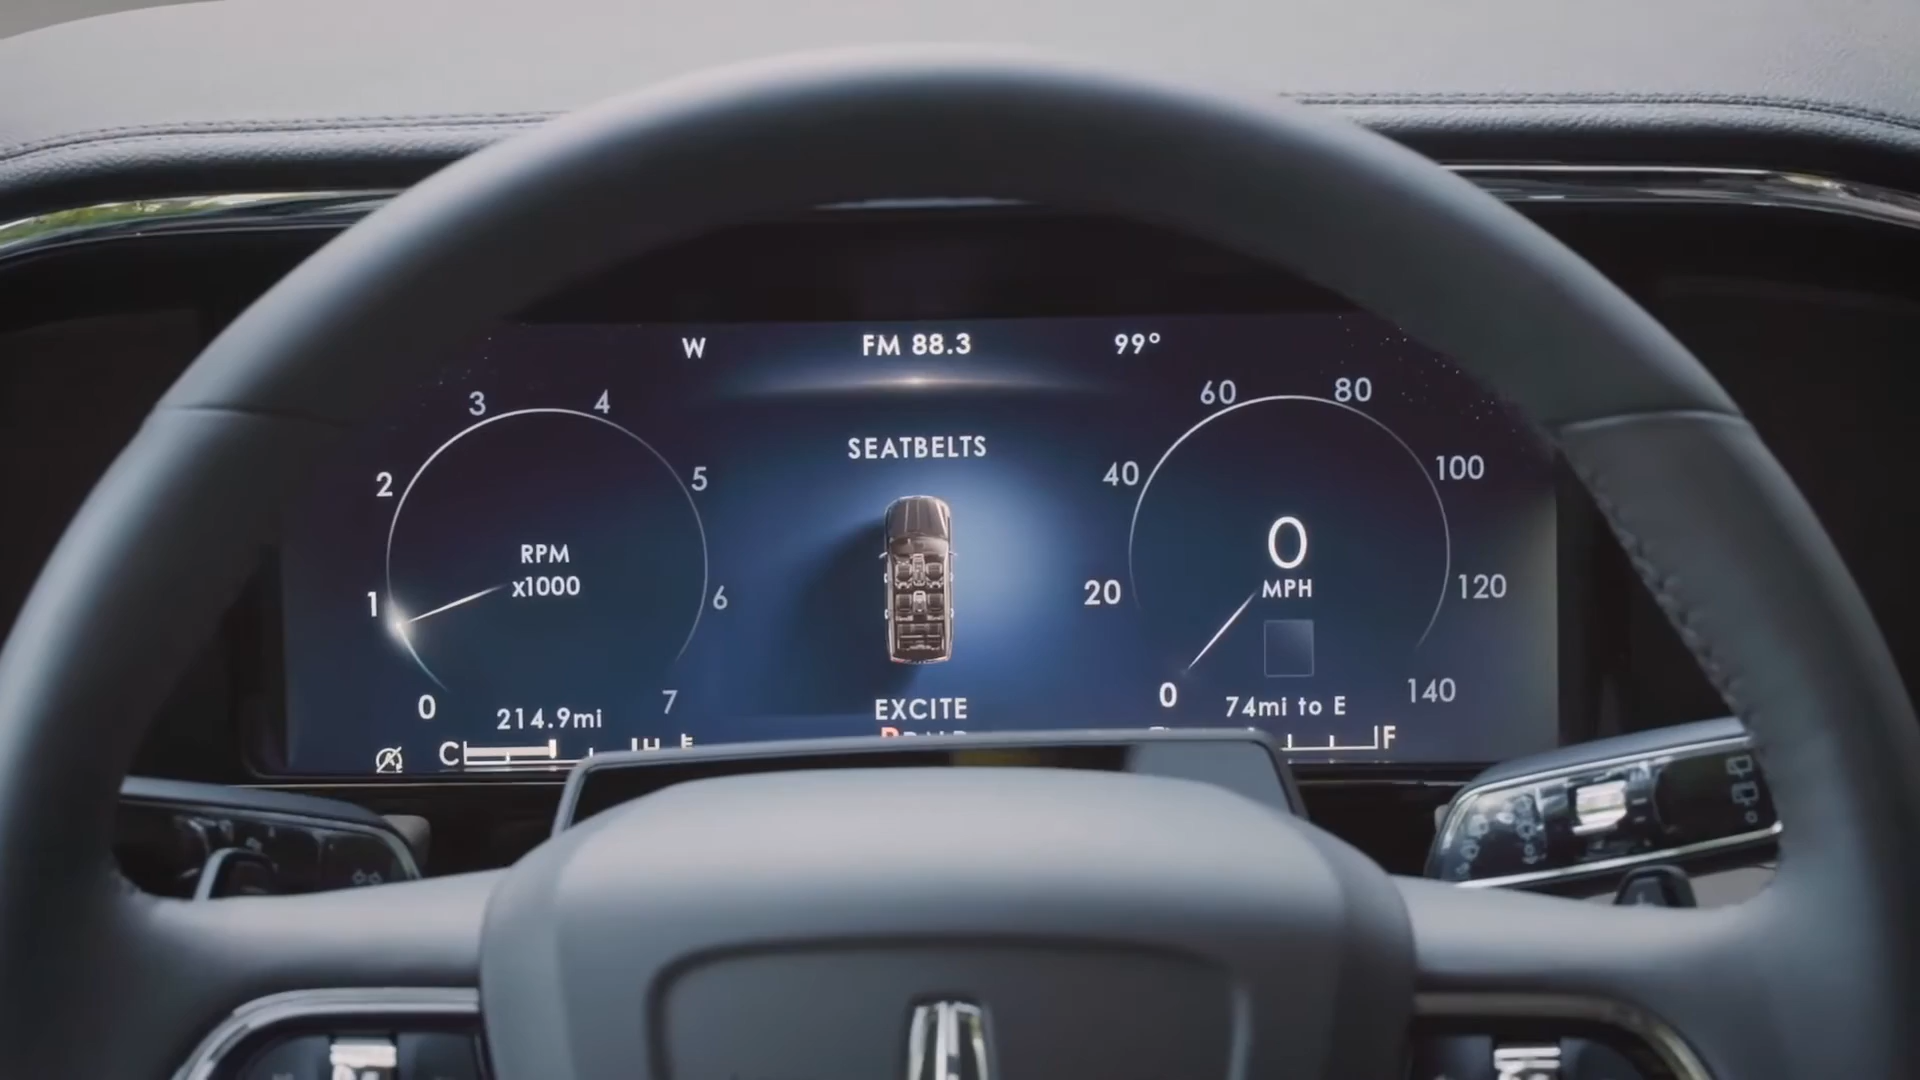 W FM 88.3 99°
SEATBELTS
0 1 2 3 4 5 6 7
RPM
x1000
0 20 40 60 80 100 120 140
0
MPH
214.9mi
EXCITE
74mi to E
C
F